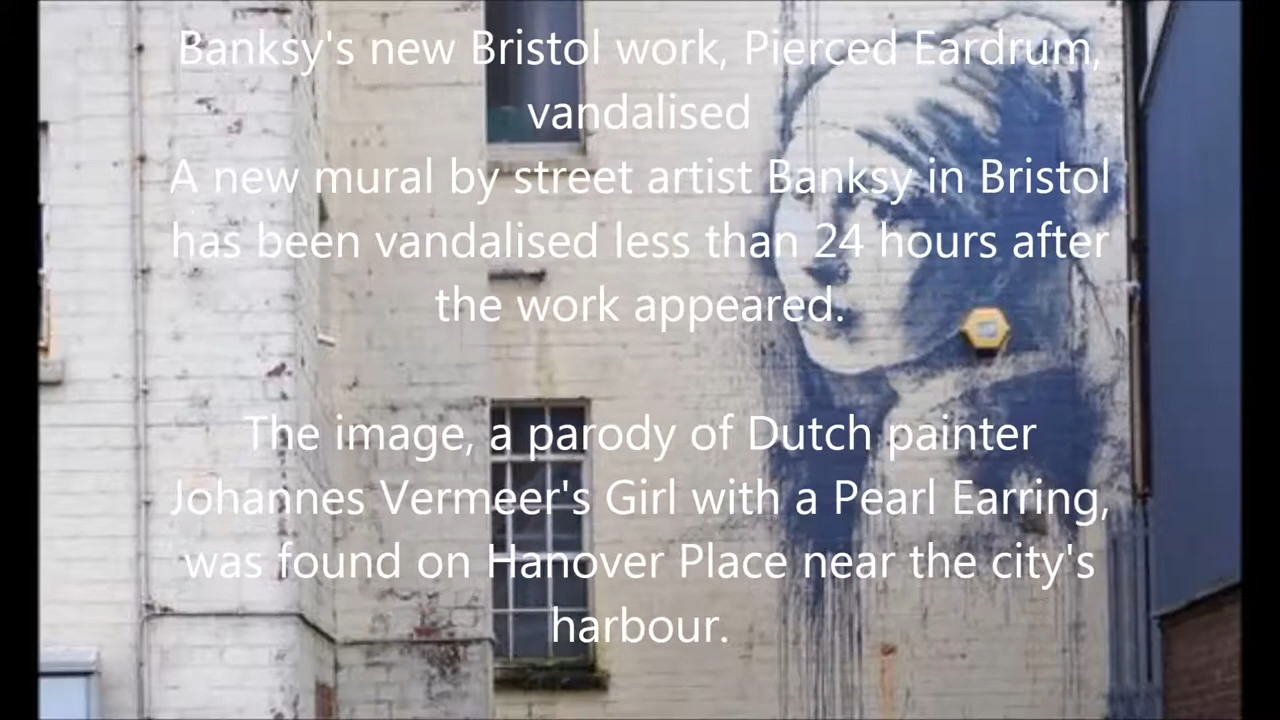 Banksy's new Bristol work, Pierced Eardrum,
vandalised
A new mural by street artist Banksy in Bristol
has been vandalised less than 24 hours after
the work appeared.
The image, a parody of Dutch painter
Johannes Vermeer's Girl with a Pearl Earring,
was found on Hanover Place near the city's
harbour.